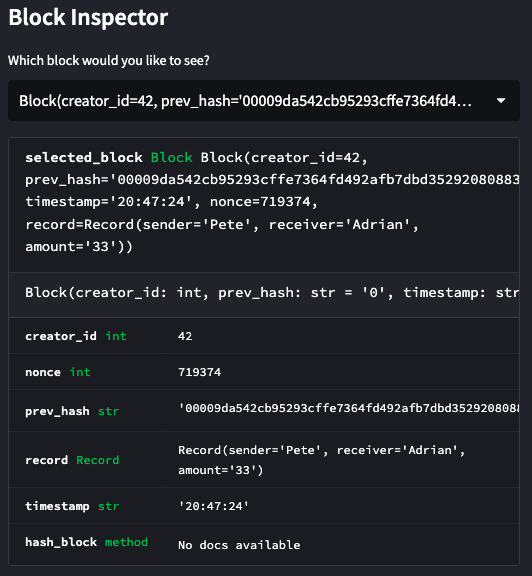 Block Inspector
Which block would you like to see?
Block(creator_id=42, prev_hash='00009da542cb95293cffe7364fd4...
selected_block Block Block(creator_id=42,
prev_hash='00009da542cb95293cffe7364fd492afb7dbd35292080883
timestamp='20:47:24', nonce=719374,
record=Record(sender='Pete', receiver='Adrian',
amount='33'))
Block(creator_id: int, prev_hash: str = '0', timestamp: str
creator_id int 42
nonce int 719374
prev_hash str '00009da542cb95293cffe7364fd492afb7dbd3529208088
record Record Record(sender='Pete', receiver='Adrian',
amount='33')
timestamp str '20:47:24'
hash_block method No docs available